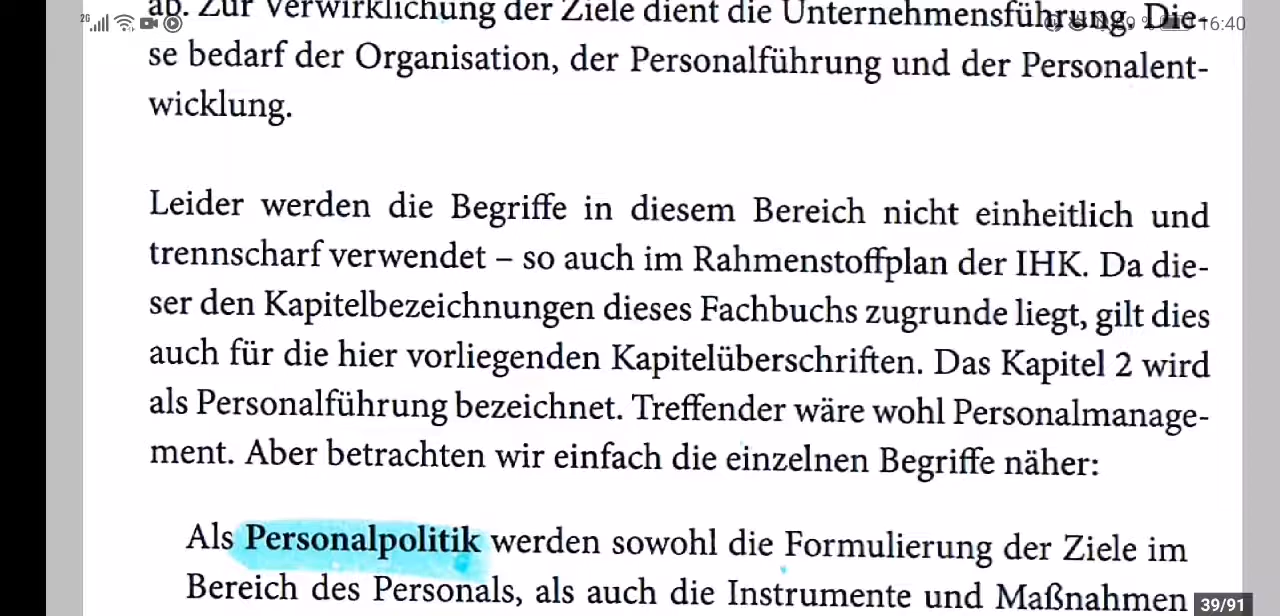 ab. Zur Verwirklichung der Ziele dient die Unternehmensführung. Die-
se bedarf der Organisation, der Personalführung und der Personalent-
wicklung.
Leider werden die Begriffe in diesem Bereich nicht einheitlich und
trennscharf verwendet – so auch im Rahmenstoffplan der IHK. Da die-
ser den Kapitelbezeichnungen dieses Fachbuchs zugrunde liegt, gilt dies
auch für die hier vorliegenden Kapitelüberschriften. Das Kapitel 2 wird
als Personalführung bezeichnet. Treffender wäre wohl Personalmanage-
ment. Aber betrachten wir einfach die einzelnen Begriffe näher:
Als Personalpolitik werden sowohl die Formulierung der Ziele im
Bereich des Personals, als auch die Instrumente und Maßnahmen
2G
16:40
39/91